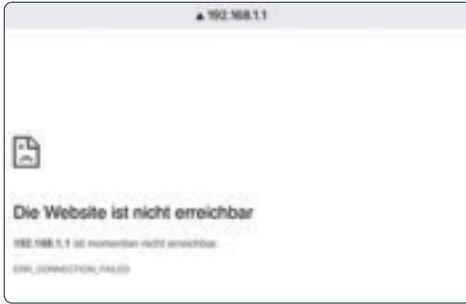 192.168.1.1
Die Website ist nicht erreichbar
192.168.1.1 ist momentan nicht erreichbar.
ERR_CONNECTION_FAILED